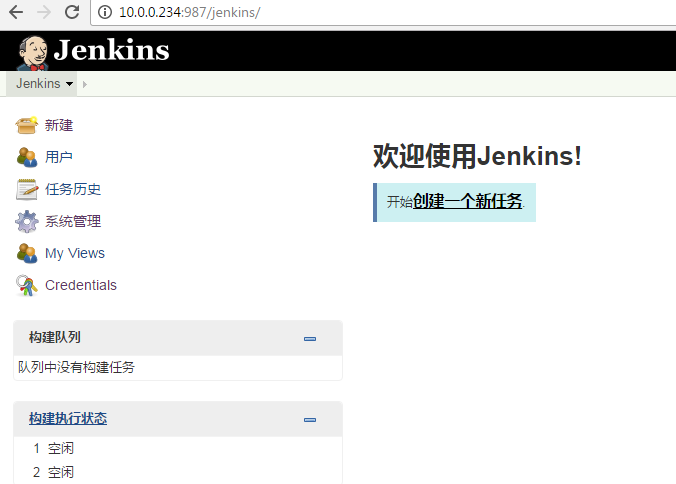 10.0.0.234:987/jenkins/
Jenkins
Jenkins
新建
用户
任务历史
系统管理
My Views
Credentials
欢迎使用Jenkins!
开始创建一个新任务.
构建队列
队列中没有构建任务
构建执行状态
1 空闲
2 空闲